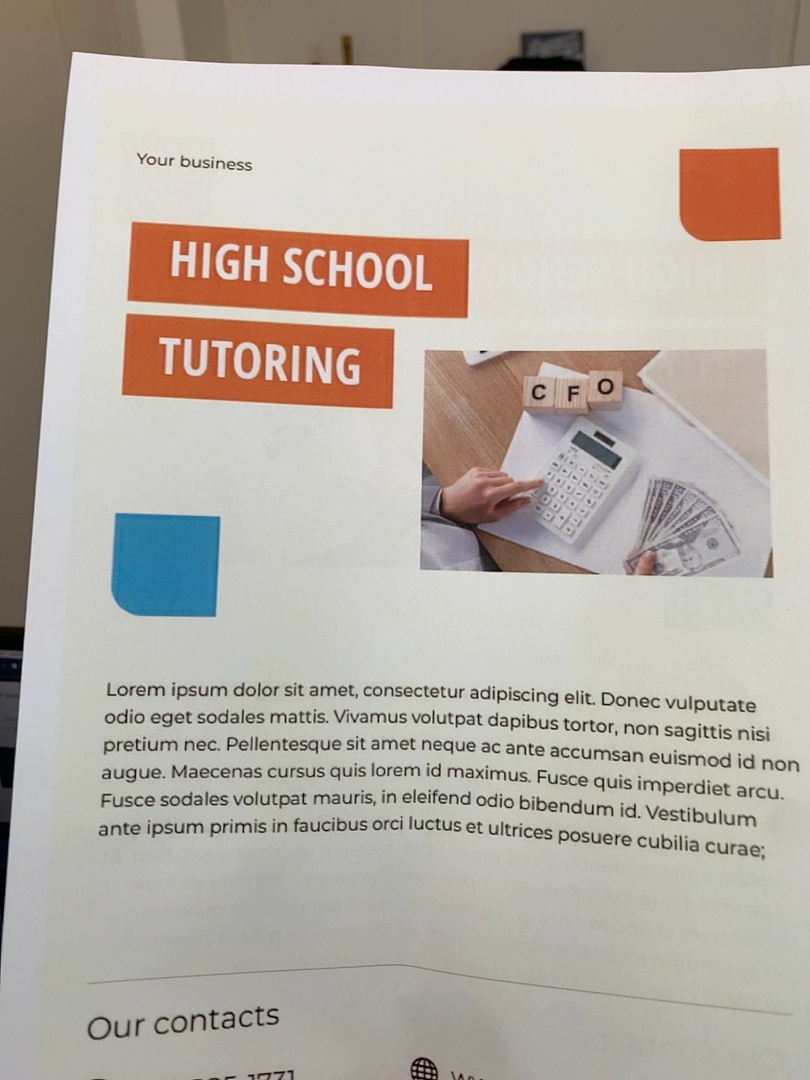 Your business
HIGH SCHOOL
TUTORING
C F O
Lorem ipsum dolor sit amet, consectetur adipiscing elit. Donec vulputate
odio eget sodales mattis. Vivamus volutpat dapibus tortor, non sagittis nisi
pretium nec. Pellentesque sit amet neque ac ante accumsan euismod id non
augue. Maecenas cursus quis lorem id maximus. Fusce quis imperdiet arcu.
Fusce sodales volutpat mauris, in eleifend odio bibendum id. Vestibulum
ante ipsum primis in faucibus orci luctus et ultrices posuere cubilia curae;
Our contacts